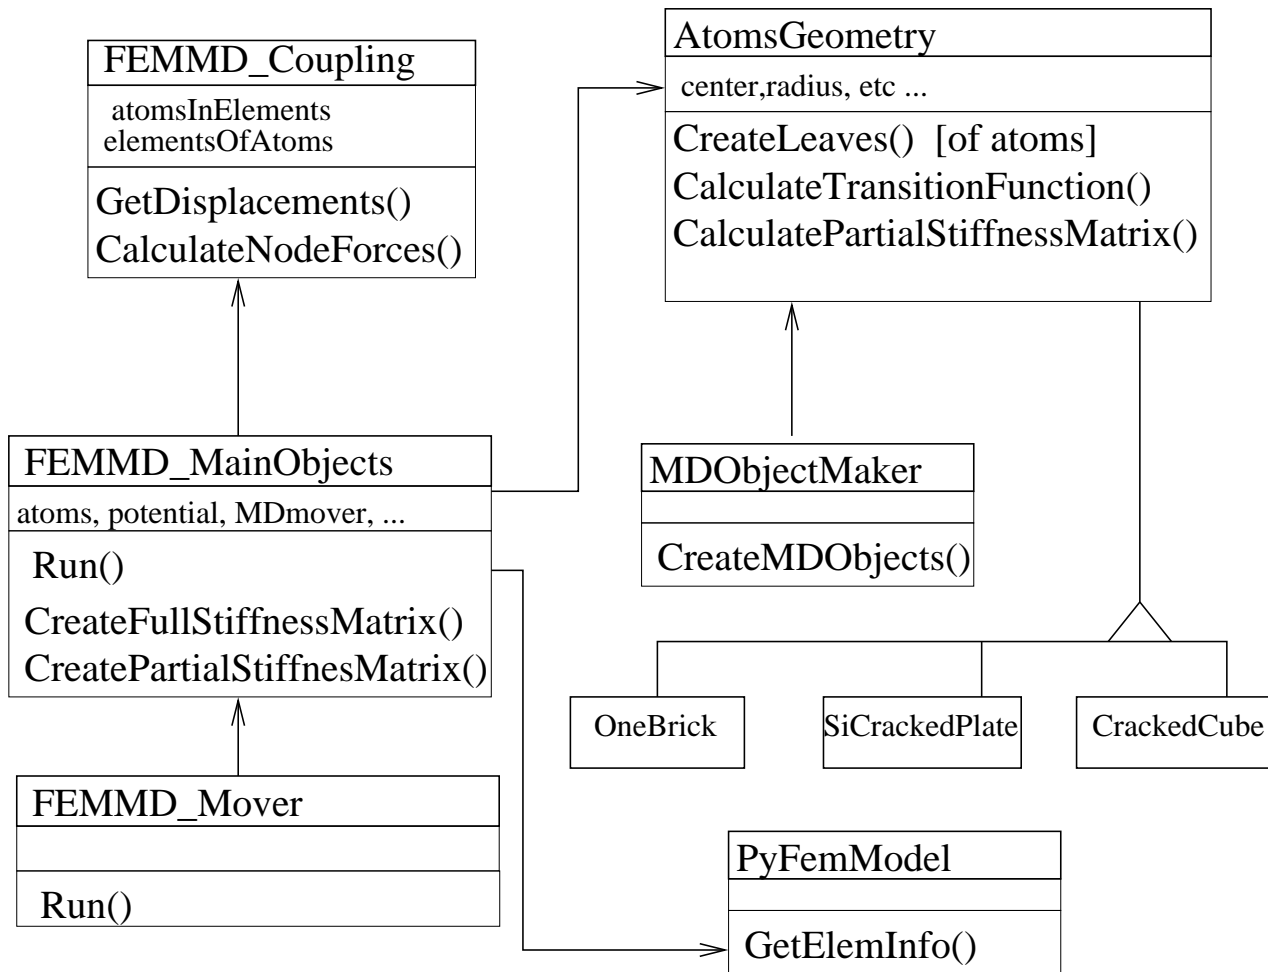 FEMMD_Coupling
atomsInElements
elementsOfAtoms
GetDisplacements()
CalculateNodeForces()
AtomsGeometry
center,radius, etc ...
CreateLeaves() [of atoms]
CalculateTransitionFunction()
CalculatePartialStiffnessMatrix()
FEMMD_MainObjects
atoms, potential, MDmover, ...
Run()
CreateFullStiffnessMatrix()
CreatePartialStiffnesMatrix()
MDObjectMaker
CreateMDObjects()
OneBrick
SiCrackedPlate
CrackedCube
FEMMD_Mover
Run()
PyFemModel
GetElemInfo()